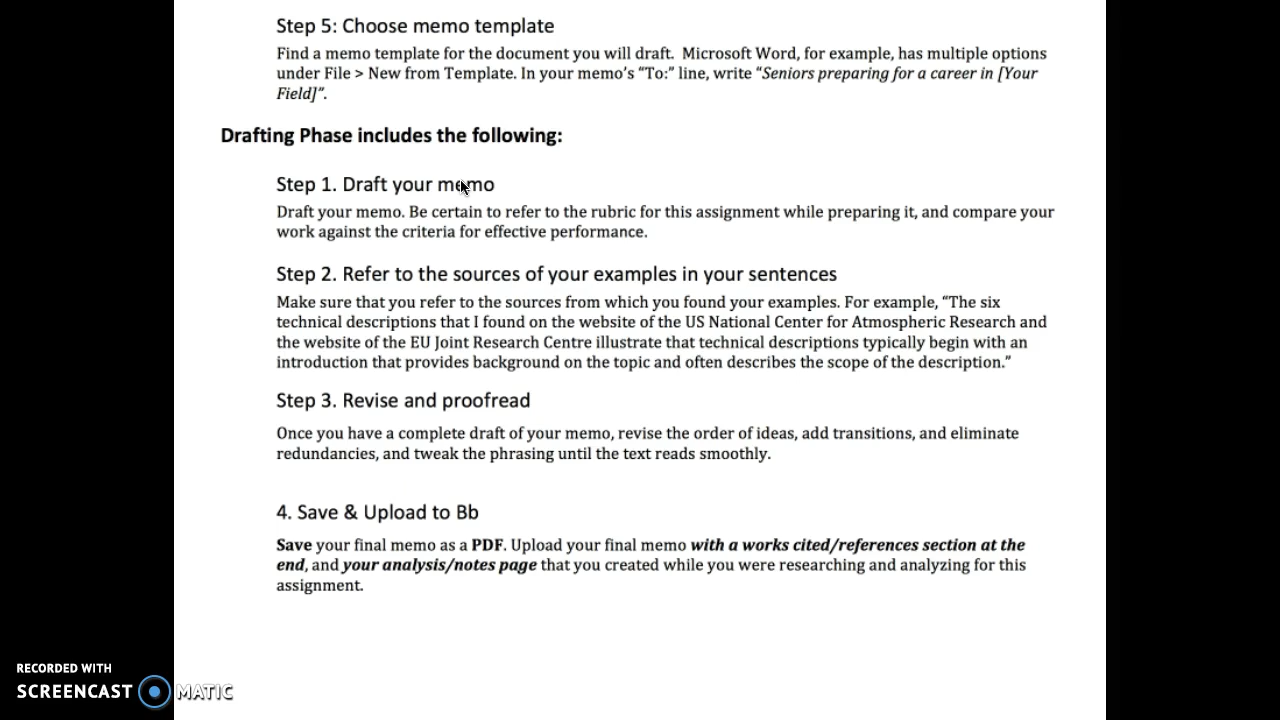 Step 5: Choose memo template
Find a memo template for the document you will draft.  Microsoft Word, for example, has multiple options
under File > New from Template. In your memo’s “To:” line, write “Seniors preparing for a career in [Your
Field]”.
Drafting Phase includes the following:
Step 1. Draft your memo
Draft your memo. Be certain to refer to the rubric for this assignment while preparing it, and compare your
work against the criteria for effective performance.
Step 2. Refer to the sources of your examples in your sentences
Make sure that you refer to the sources from which you found your examples. For example, “The six
technical descriptions that I found on the website of the US National Center for Atmospheric Research and
the website of the EU Joint Research Centre illustrate that technical descriptions typically begin with an
introduction that provides background on the topic and often describes the scope of the description.”
Step 3. Revise and proofread
Once you have a complete draft of your memo, revise the order of ideas, add transitions, and eliminate
redundancies, and tweak the phrasing until the text reads smoothly.
4. Save & Upload to Bb
Save your final memo as a PDF. Upload your final memo with a works cited/references section at the
end, and your analysis/notes page that you created while you were researching and analyzing for this
assignment.
RECORDED WITH
SCREENCAST MATIC